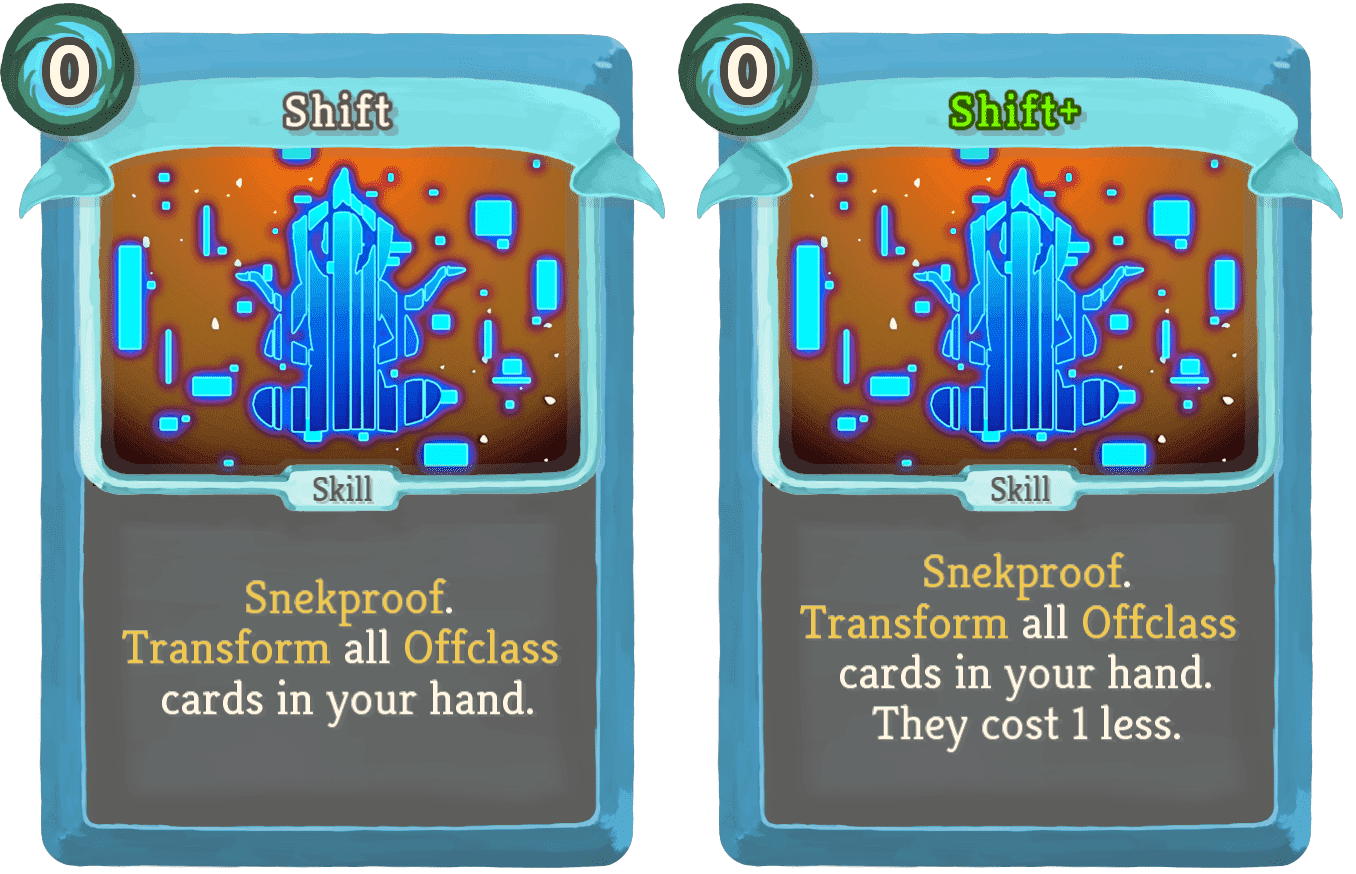 0
Shift
Skill
Snekproof.
Transform all Offclass
cards in your hand.
0
Shift+
Skill
Snekproof.
Transform all Offclass
cards in your hand.
They cost 1 less.